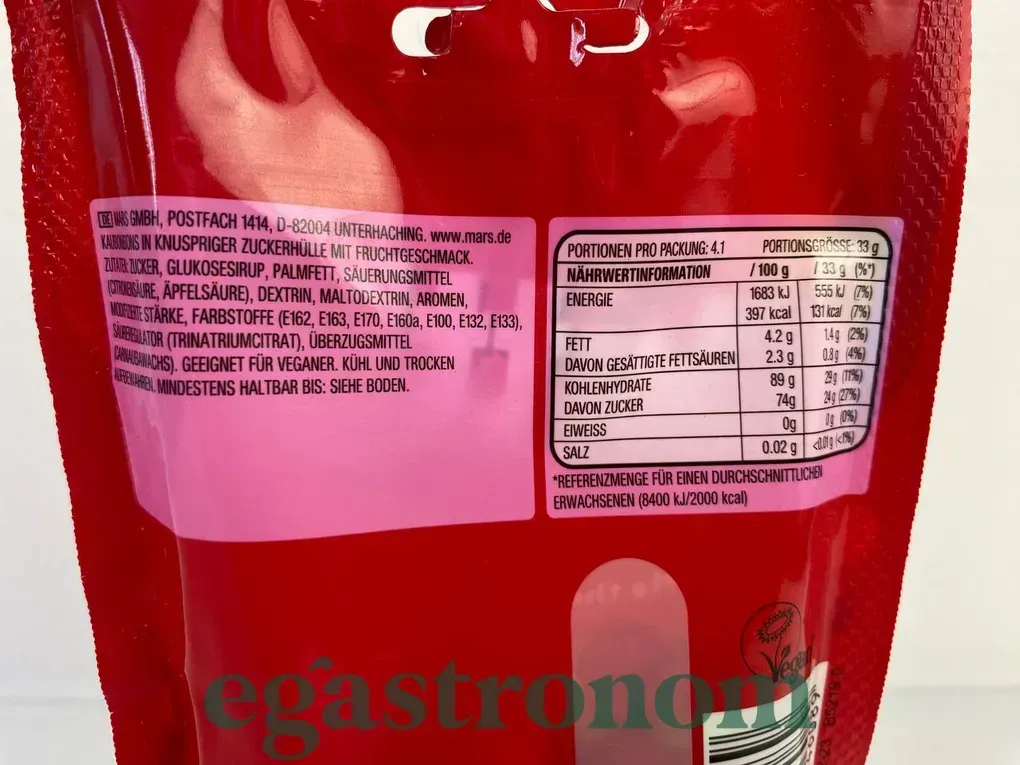 DE MARS GMBH, POSTFACH 1414, D-82004 UNTERHACHING. www.mars.de
KAUBONBONS IN KNUSPRIGER ZUCKERHÜLLE MIT FRUCHTGESCHMACK.
ZUTATEN: ZUCKER, GLUKOSESIRUP, PALMFETT, SÄUERUNGSMITTEL
(CITRONENSÄURE, ÄPFELSÄURE), DEXTRIN, MALTODEXTRIN, AROMEN,
MODIFIZIERTE STÄRKE, FARBSTOFFE (E162, E163, E170, E160a, E100, E132, E133),
SÄUREREGULATOR (TRINATRIUMCITRAT), ÜBERZUGSMITTEL
(CARNAUBAWACHS). GEEIGNET FÜR VEGANER. KÜHL UND TROCKEN
AUFBEWAHREN. MINDESTENS HALTBAR BIS: SIEHE BODEN.
PORTIONEN PRO PACKUNG: 4.1 PORTIONSGRÖSSE: 33 g
NÄHRWERTINFORMATION / 100 g / 33 g (%*)
ENERGIE 1683 kJ 555 kJ (7%)
397 kcal 131 kcal (7%)
FETT 4.2 g 1.4 g (2%)
DAVON GESÄTTIGTE FETTSÄUREN 2.3 g 0.8 g (4%)
KOHLENHYDRATE 89 g 29 g (11%)
DAVON ZUCKER 74g 24 g (27%)
EIWEISS 0g 0g (0%)
SALZ 0.02 g <0.01 g (<1%)
*REFERENZMENGE FÜR EINEN DURCHSCHNITTLICHEN
ERWACHSENEN (8400 kJ/2000 kcal)
Vegan
egastronom